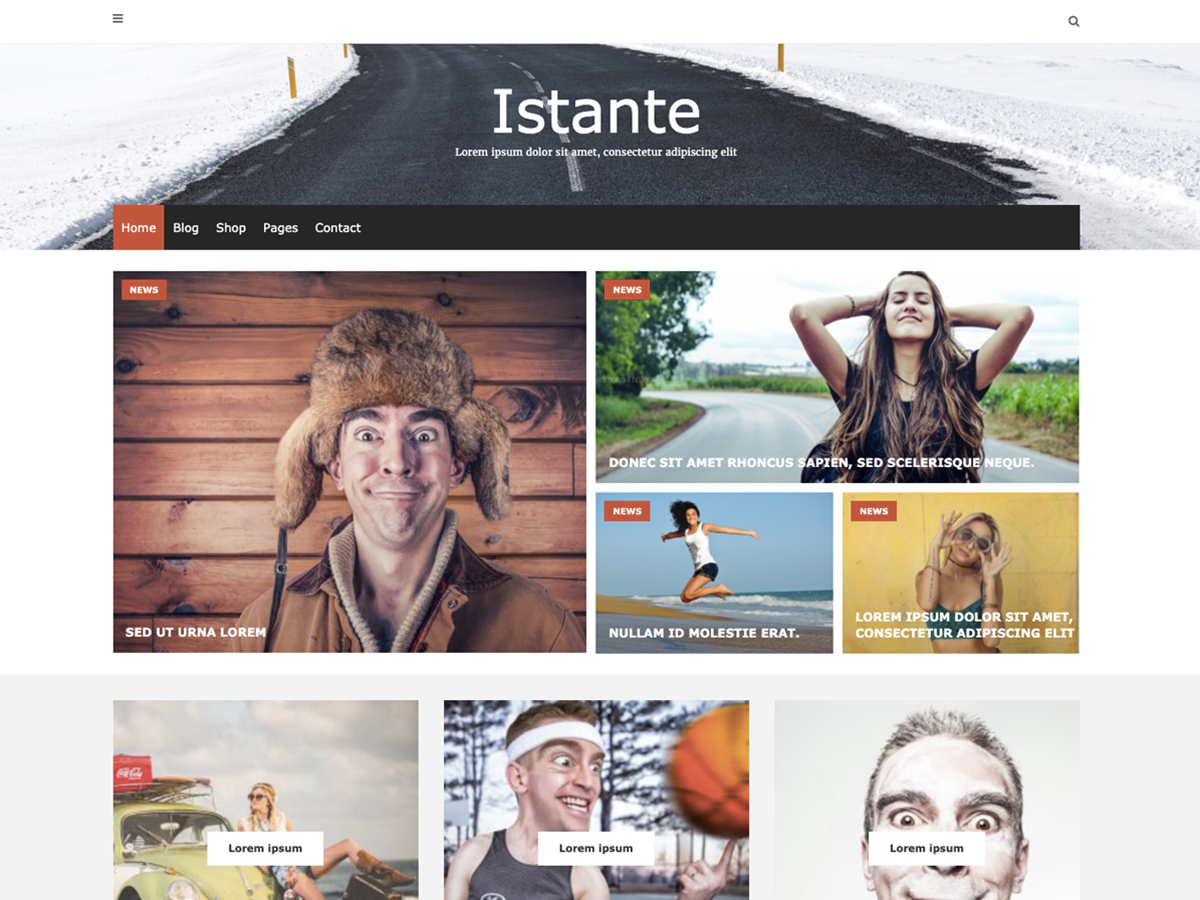 Istante
Lorem ipsum dolor sit amet, consectetur adipiscing elit
Home Blog Shop Pages Contact
NEWS
SED UT URNA LOREM
NEWS
DONEC SIT AMET RHONCUS SAPIEN, SED SCELERISQUE NEQUE.
NEWS
NULLAM ID MOLESTIE ERAT.
NEWS
LOREM IPSUM DOLOR SIT AMET,
CONSECTETUR ADIPISCING ELIT
Coca-Cola
Lorem ipsum
Lorem ipsum
Lorem ipsum